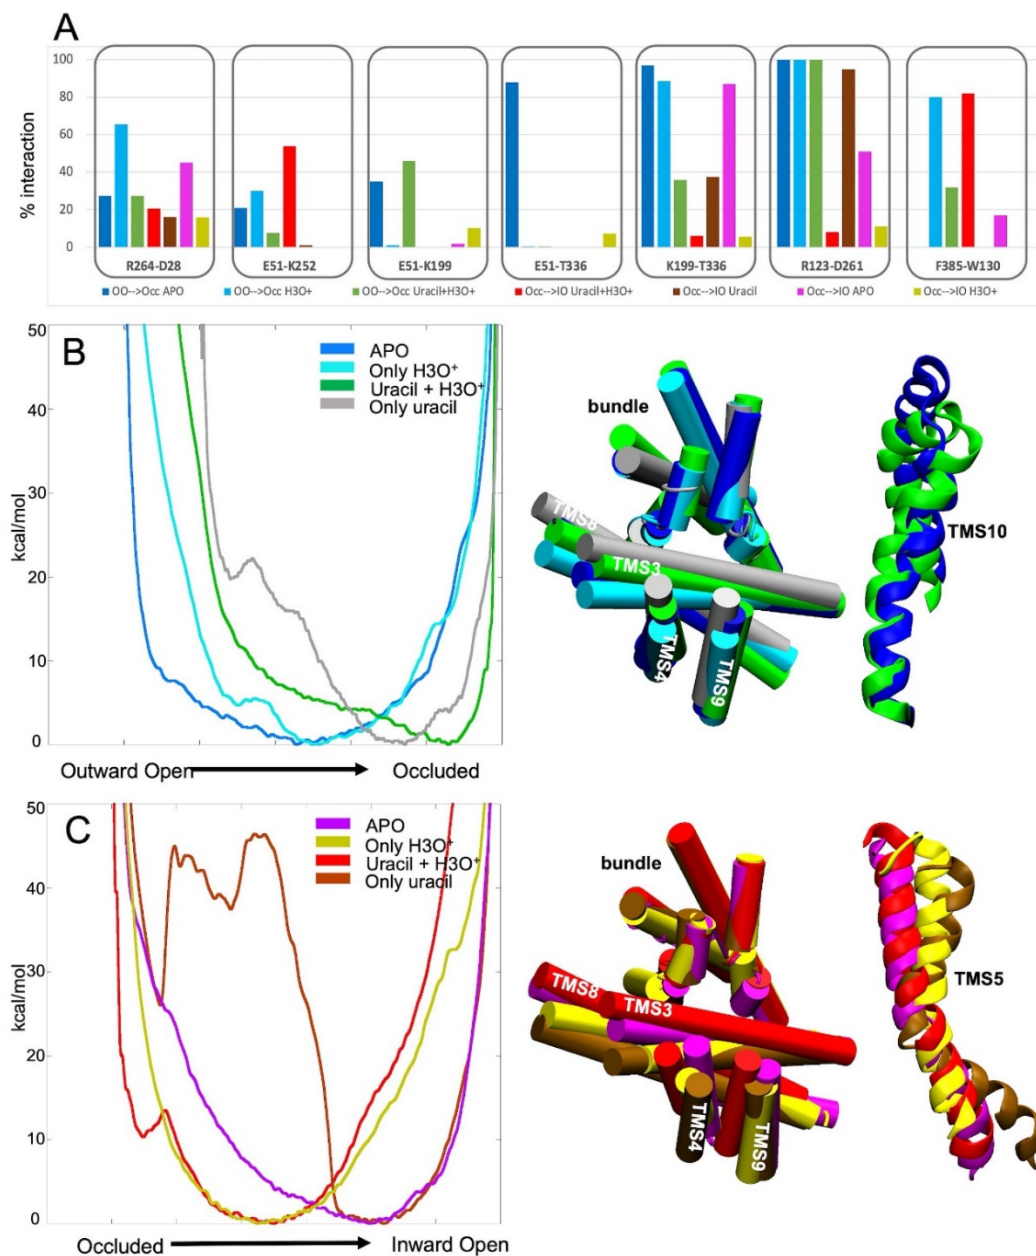 A
100
80
60
40
20
0
% interaction
R264-D28 E51-K252 E51-K199 E51-T336 K199-T336 R123-D261 F385-W130
OO-->Occ APO OO-->Occ H3O+ OO-->Occ Uracil+H3O+ Occ-->IO Uracil+H3O+ Occ-->IO Uracil Occ-->IO APO Occ-->IO H3O+
B
50
40
30
20
10
0
kcal/mol
APO
Only H3O⁺
Uracil + H3O⁺
Only uracil
Outward Open Occluded
bundle
TMS8
TMS3
TMS4
TMS9
TMS10
C
50
40
30
20
10
0
kcal/mol
APO
Only H3O⁺
Uracil + H3O⁺
Only uracil
Occluded Inward Open
bundle
TMS8
TMS3
TMS4
TMS9
TMS5